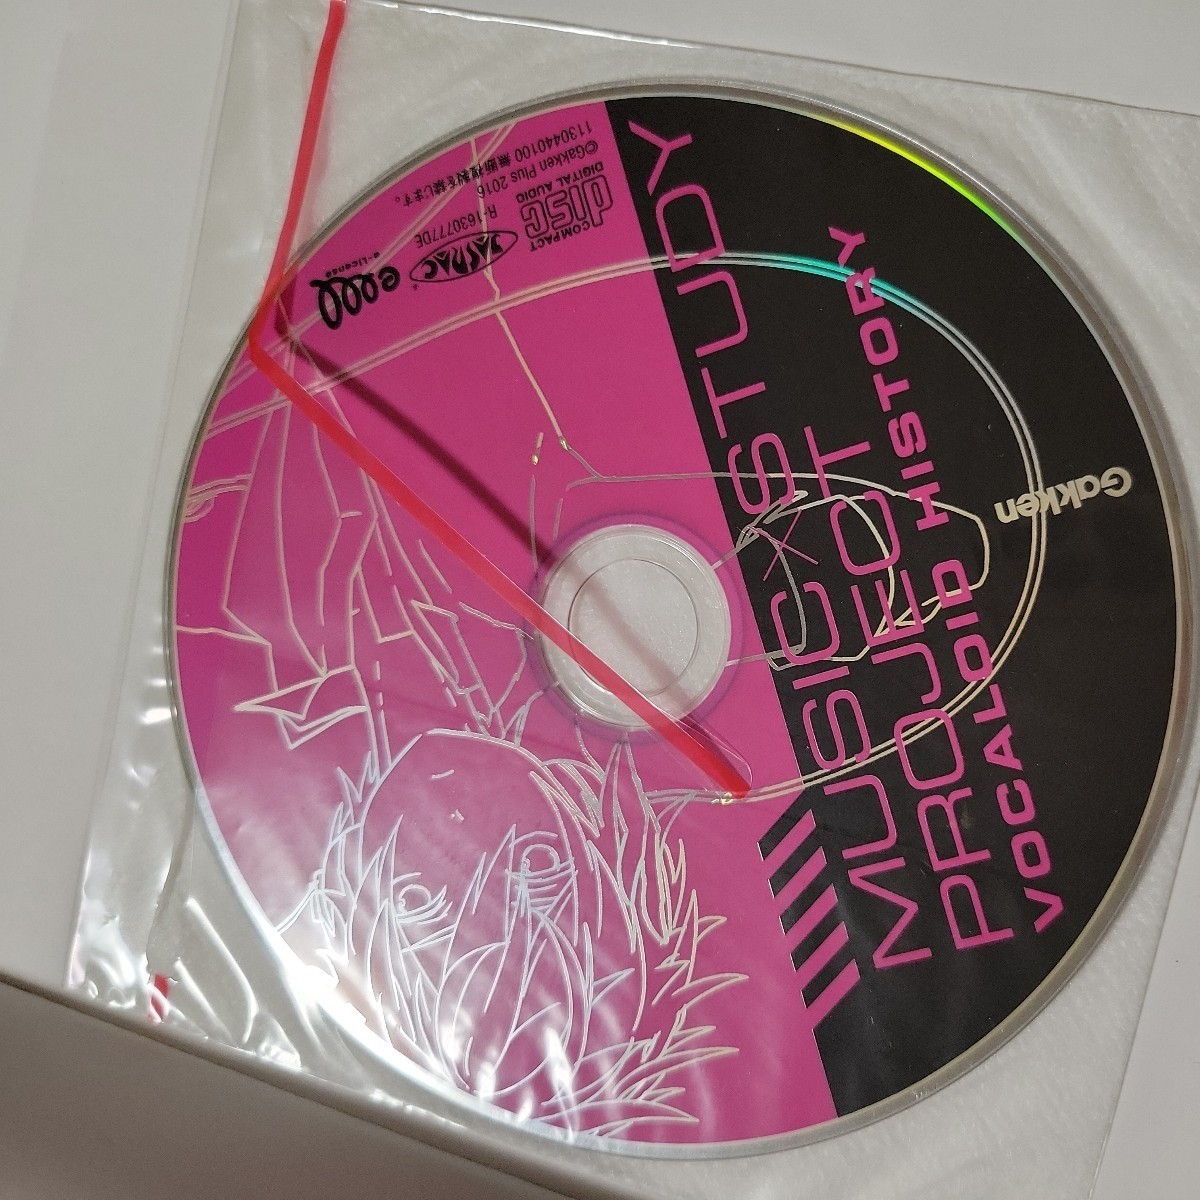 MUSIC × STUDY
PROJECT
VOCALOID HISTORY
Gakken
COMPACT
disc
DIGITAL AUDIO
JASRAC
R-1630777DE
e-License
©Gakken Plus 2016
1130440100 無断複製を禁じます。